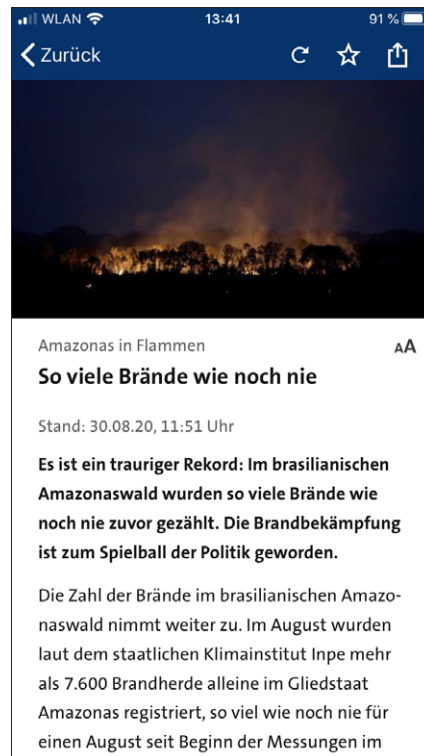 WLAN 13:41 91 %
Zurück
Amazonas in Flammen AA
So viele Brände wie noch nie
Stand: 30.08.20, 11:51 Uhr
Es ist ein trauriger Rekord: Im brasilianischen
Amazonaswald wurden so viele Brände wie
noch nie zuvor gezählt. Die Brandbekämpfung
ist zum Spielball der Politik geworden.
Die Zahl der Brände im brasilianischen Amazo-
naswald nimmt weiter zu. Im August wurden
laut dem staatlichen Klimainstitut Inpe mehr
als 7.600 Brandherde alleine im Gliedstaat
Amazonas registriert, so viel wie noch nie für
einen August seit Beginn der Messungen im